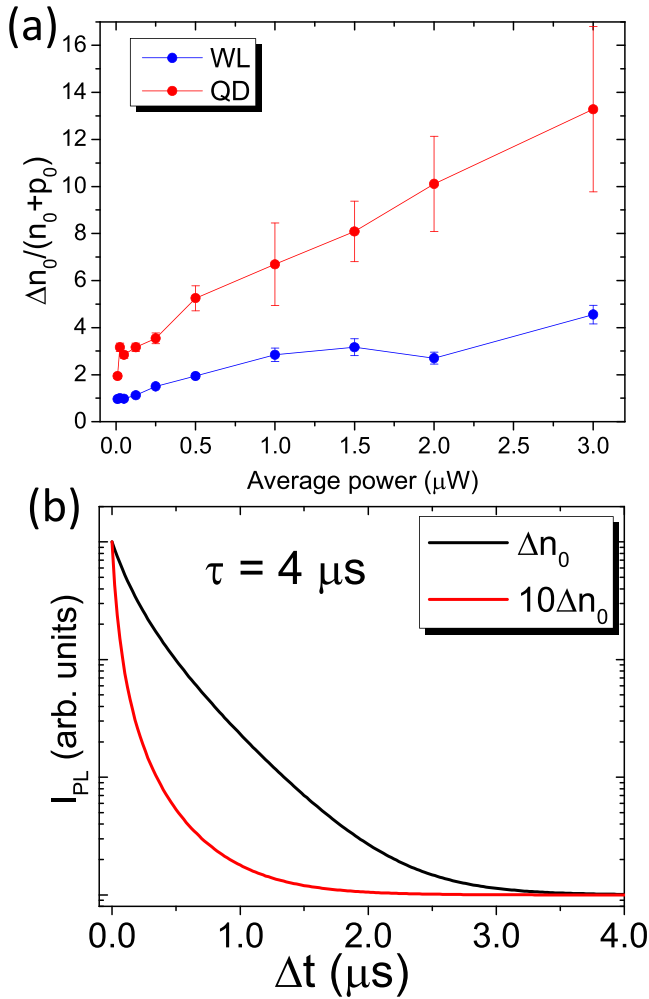 (a)
WL
QD
Δn₀/(n₀+p₀)
16
14
12
10
8
6
4
2
0
0.0 0.5 1.0 1.5 2.0 2.5 3.0
Average power (μW)
(b)
τ = 4 μs
Δn₀
10Δn₀
I_PL (arb. units)
0.0 1.0 2.0 3.0 4.0
Δt (μs)